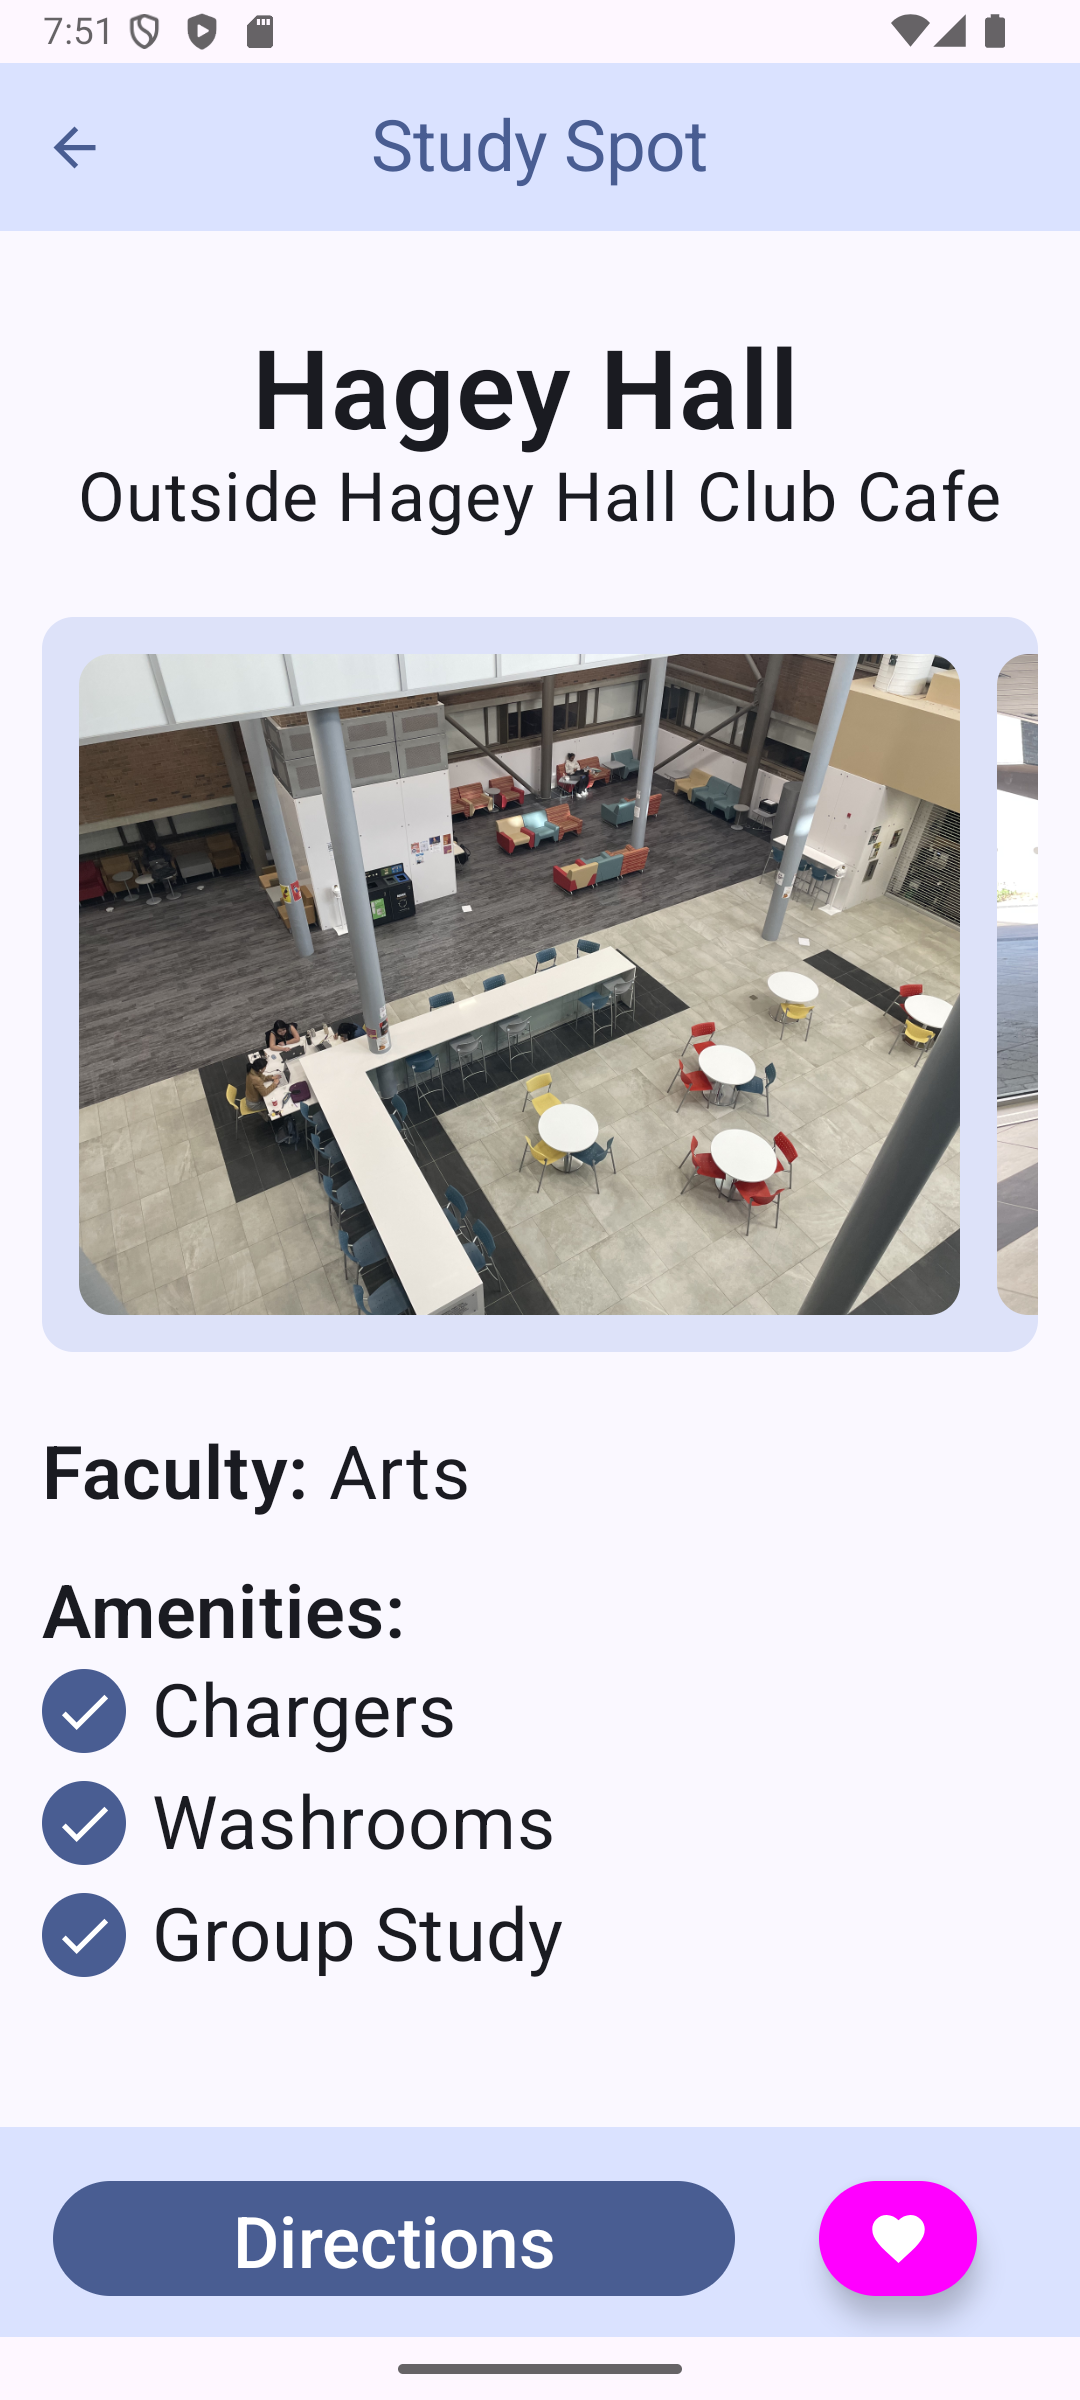 7:51
Study Spot
Hagey Hall
Outside Hagey Hall Club Cafe
Faculty: Arts
Amenities:
Chargers
Washrooms
Group Study
Directions